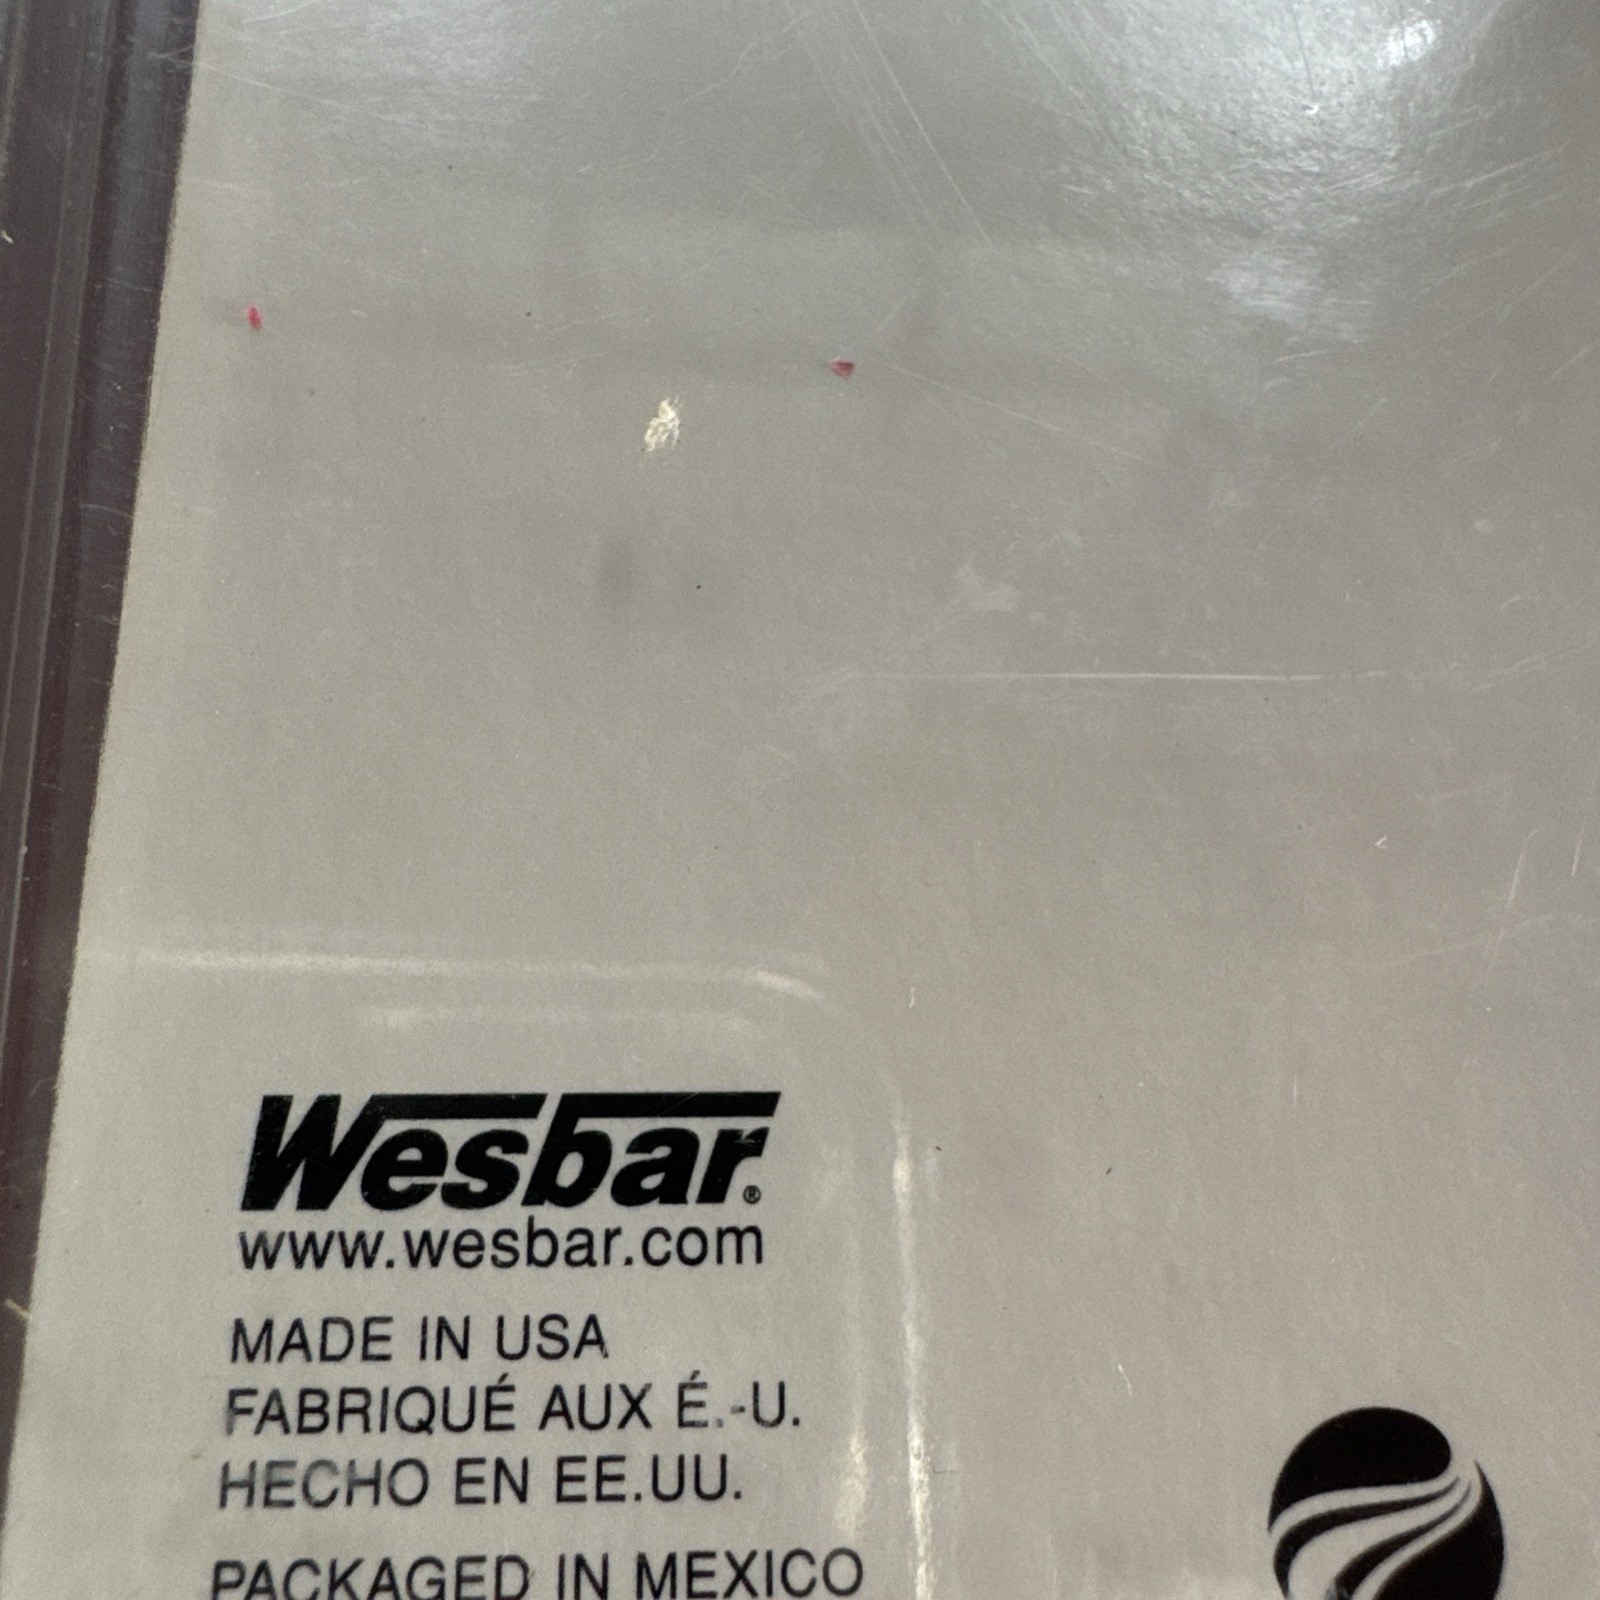 Wesbar®
www.wesbar.com
MADE IN USA
FABRIQUÉ AUX É.-U.
HECHO EN EE.UU.
PACKAGED IN MEXICO